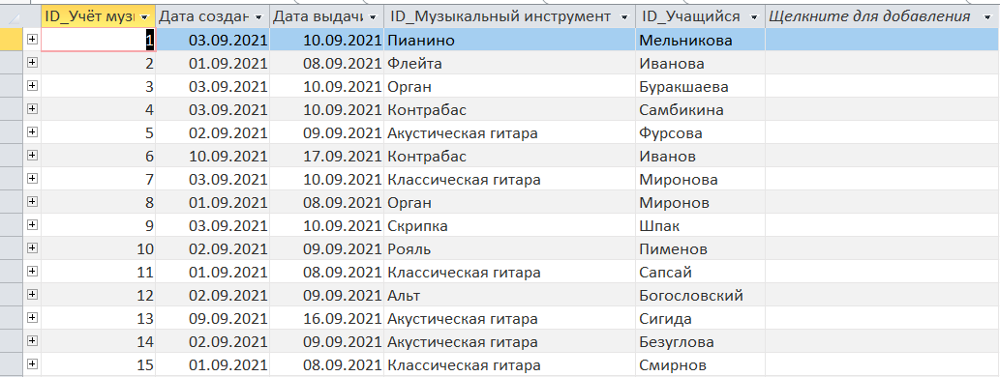 ID_Учёт муз Дата создан Дата выдачи ID_Музыкальный инструмент ID_Учащийся Щелкните для добавления
1 03.09.2021 10.09.2021 Пианино Мельникова
2 01.09.2021 08.09.2021 Флейта Иванова
3 03.09.2021 10.09.2021 Орган Буракшаева
4 03.09.2021 10.09.2021 Контрабас Самбикина
5 02.09.2021 09.09.2021 Акустическая гитара Фурсова
6 10.09.2021 17.09.2021 Контрабас Иванов
7 03.09.2021 10.09.2021 Классическая гитара Миронова
8 01.09.2021 08.09.2021 Орган Миронов
9 03.09.2021 10.09.2021 Скрипка Шпак
10 02.09.2021 09.09.2021 Рояль Пименов
11 01.09.2021 08.09.2021 Классическая гитара Сапсай
12 02.09.2021 09.09.2021 Альт Богословский
13 09.09.2021 16.09.2021 Акустическая гитара Сигида
14 02.09.2021 09.09.2021 Акустическая гитара Безуглова
15 01.09.2021 08.09.2021 Классическая гитара Смирнов